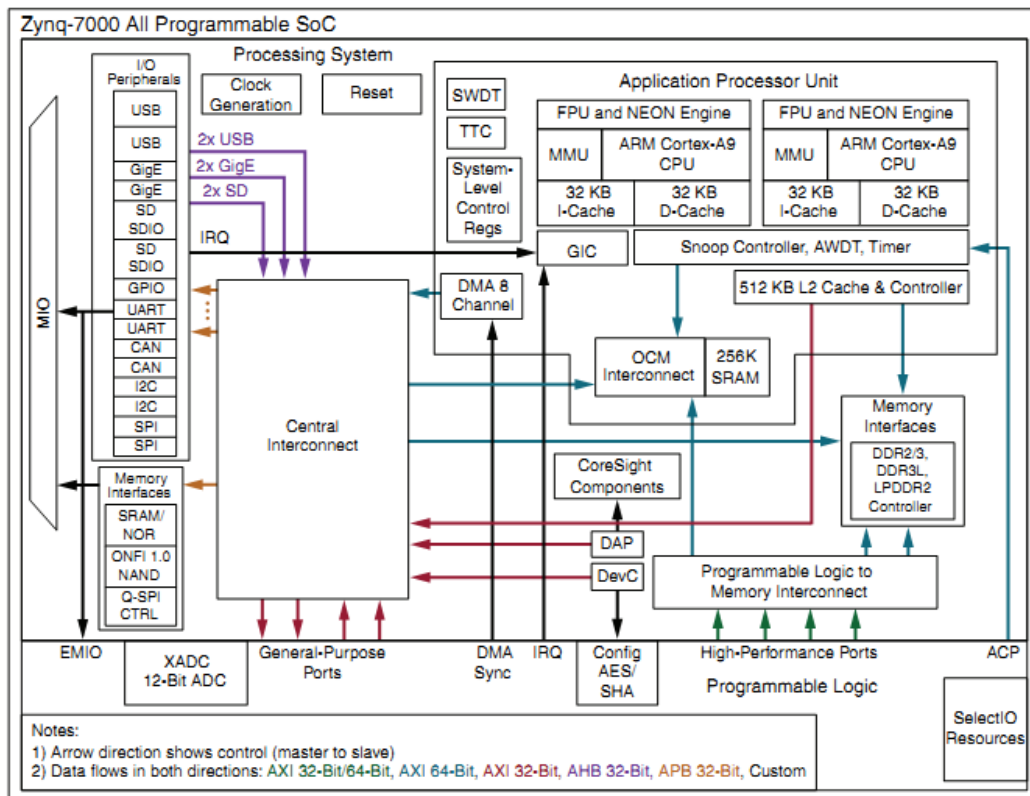 Zynq-7000 All Programmable SoC
Processing System
I/O
Peripherals
USB
USB
GigE
GigE
SD
SDIO
SD
SDIO
GPIO
UART
UART
CAN
CAN
I2C
I2C
SPI
SPI
MIO
Clock
Generation
Reset
2x USB
2x GigE
2x SD
IRQ
Application Processor Unit
SWDT
TTC
System-
Level
Control
Regs
FPU and NEON Engine
MMU
ARM Cortex-A9
CPU
32 KB
I-Cache
32 KB
D-Cache
FPU and NEON Engine
MMU
ARM Cortex-A9
CPU
32 KB
I-Cache
32 KB
D-Cache
GIC
Snoop Controller, AWDT, Timer
DMA 8
Channel
512 KB L2 Cache & Controller
OCM
Interconnect
256K
SRAM
Central
Interconnect
Memory
Interfaces
DDR2/3,
DDR3L,
LPDDR2
Controller
CoreSight
Components
Memory
Interfaces
SRAM/
NOR
ONFI 1.0
NAND
Q-SPI
CTRL
DAP
DevC
Programmable Logic to
Memory Interconnect
EMIO
XADC
12-Bit ADC
General-Purpose
Ports
DMA
Sync
IRQ
Config
AES/
SHA
High-Performance Ports
ACP
Programmable Logic
SelectIO
Resources
Notes:
1) Arrow direction shows control (master to slave)
2) Data flows in both directions: AXI 32-Bit/64-Bit, AXI 64-Bit, AXI 32-Bit, AHB 32-Bit, APB 32-Bit, Custom